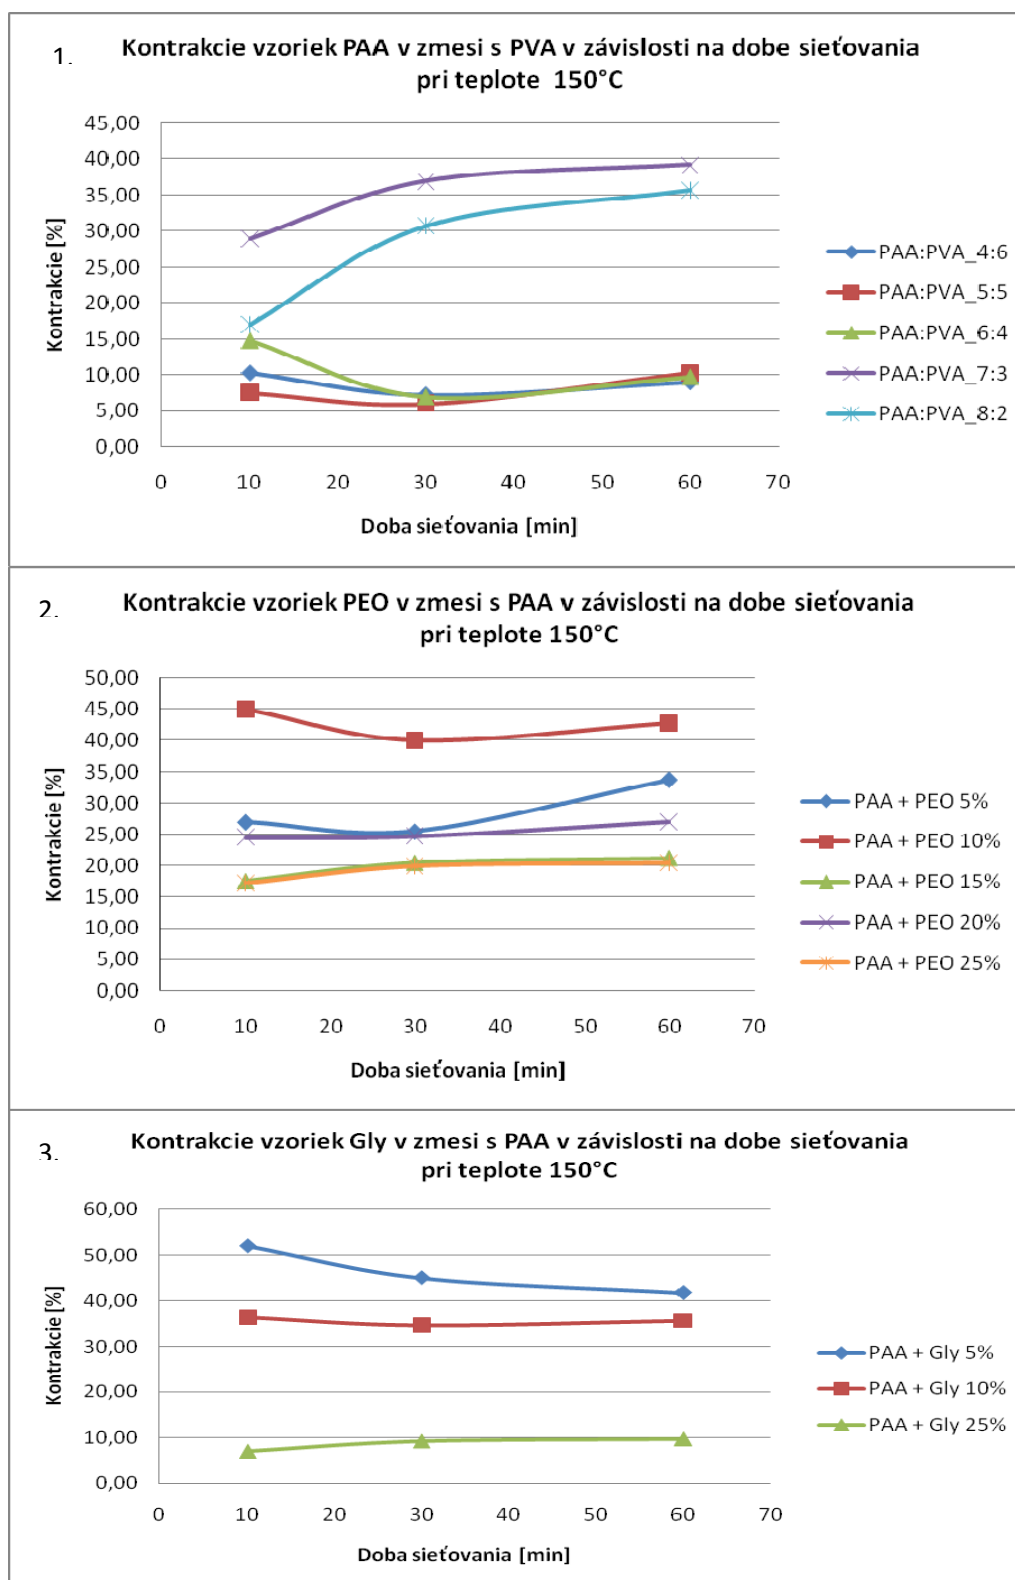 1.
Kontrakcie vzoriek PAA v zmesi s PVA v závislosti na dobe sieťovania
pri teplote 150°C
Kontrakcie [%]
45,00
40,00
35,00
30,00
25,00
20,00
15,00
10,00
5,00
0,00
0 10 20 30 40 50 60 70
Doba sieťovania [min]
PAA:PVA_4:6
PAA:PVA_5:5
PAA:PVA_6:4
PAA:PVA_7:3
PAA:PVA_8:2
2.
Kontrakcie vzoriek PEO v zmesi s PAA v závislosti na dobe sieťovania
pri teplote 150°C
Kontrakcie [%]
50,00
45,00
40,00
35,00
30,00
25,00
20,00
15,00
10,00
5,00
0,00
0 10 20 30 40 50 60 70
Doba sieťovania [min]
PAA + PEO 5%
PAA + PEO 10%
PAA + PEO 15%
PAA + PEO 20%
PAA + PEO 25%
3.
Kontrakcie vzoriek Gly v zmesi s PAA v závislosti na dobe sieťovania
pri teplote 150°C
Kontrakcie [%]
60,00
50,00
40,00
30,00
20,00
10,00
0,00
0 10 20 30 40 50 60 70
Doba sieťovania [min]
PAA + Gly 5%
PAA + Gly 10%
PAA + Gly 25%